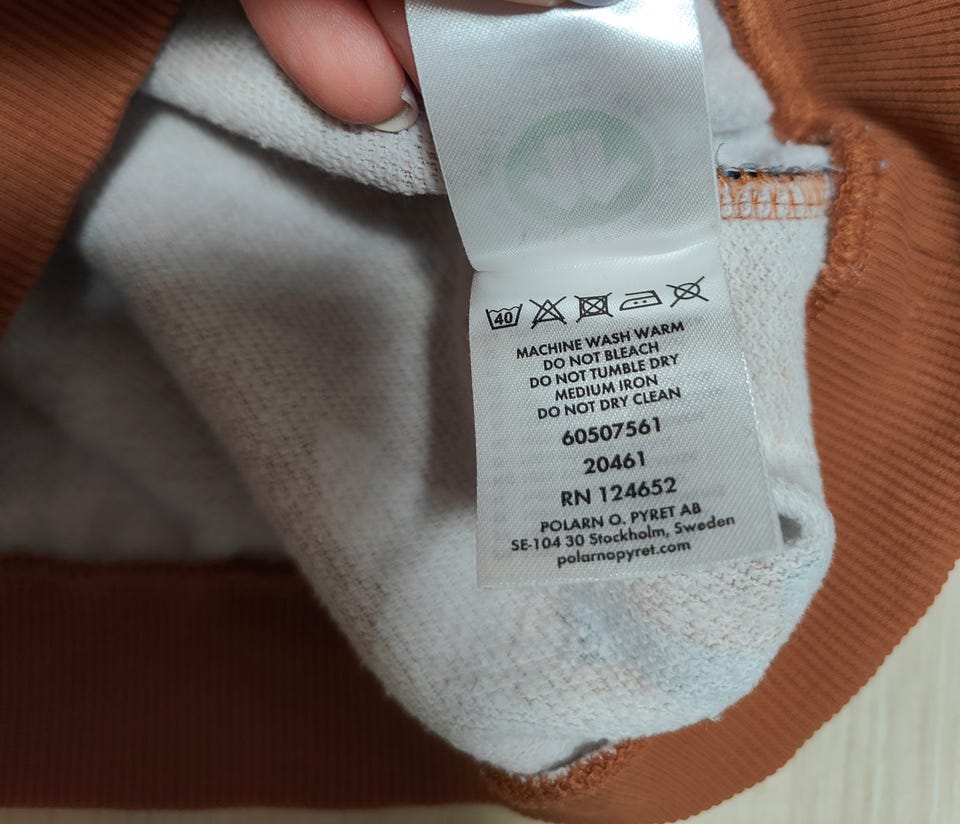 40
MACHINE WASH WARM
DO NOT BLEACH
DO NOT TUMBLE DRY
MEDIUM IRON
DO NOT DRY CLEAN
60507561
20461
RN 124652
POLARN O. PYRET AB
SE-104 30 Stockholm, Sweden
polarnopyret.com